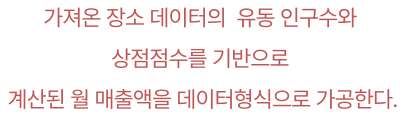 가져온 장소 데이터의 유동 인구수와
상점점수를 기반으로
계산된 월 매출액을 데이터형식으로 가공한다.